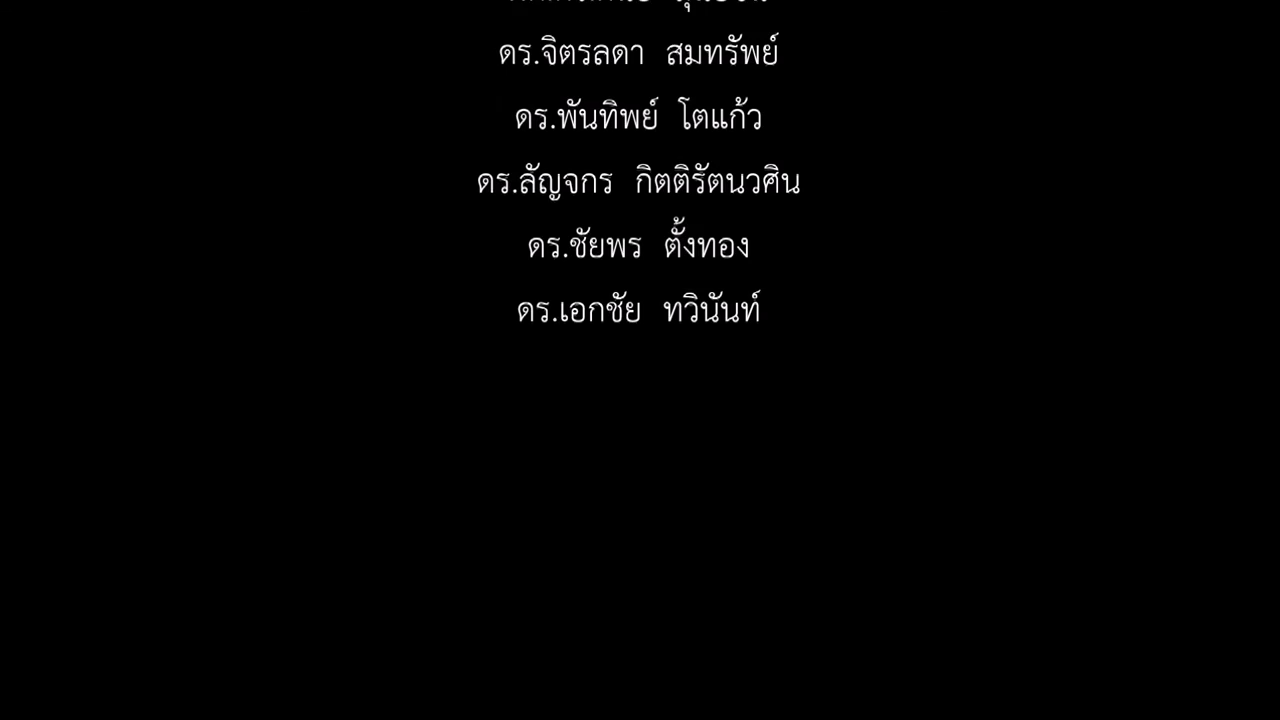 ดร.จิตรลดา สมทรัพย์
ดร.พันทิพย์ โตแก้ว
ดร.ลัญจกร กิตติรัตนวศิน
ดร.ชัยพร ตั้งทอง
ดร.เอกชัย ทวินันท์